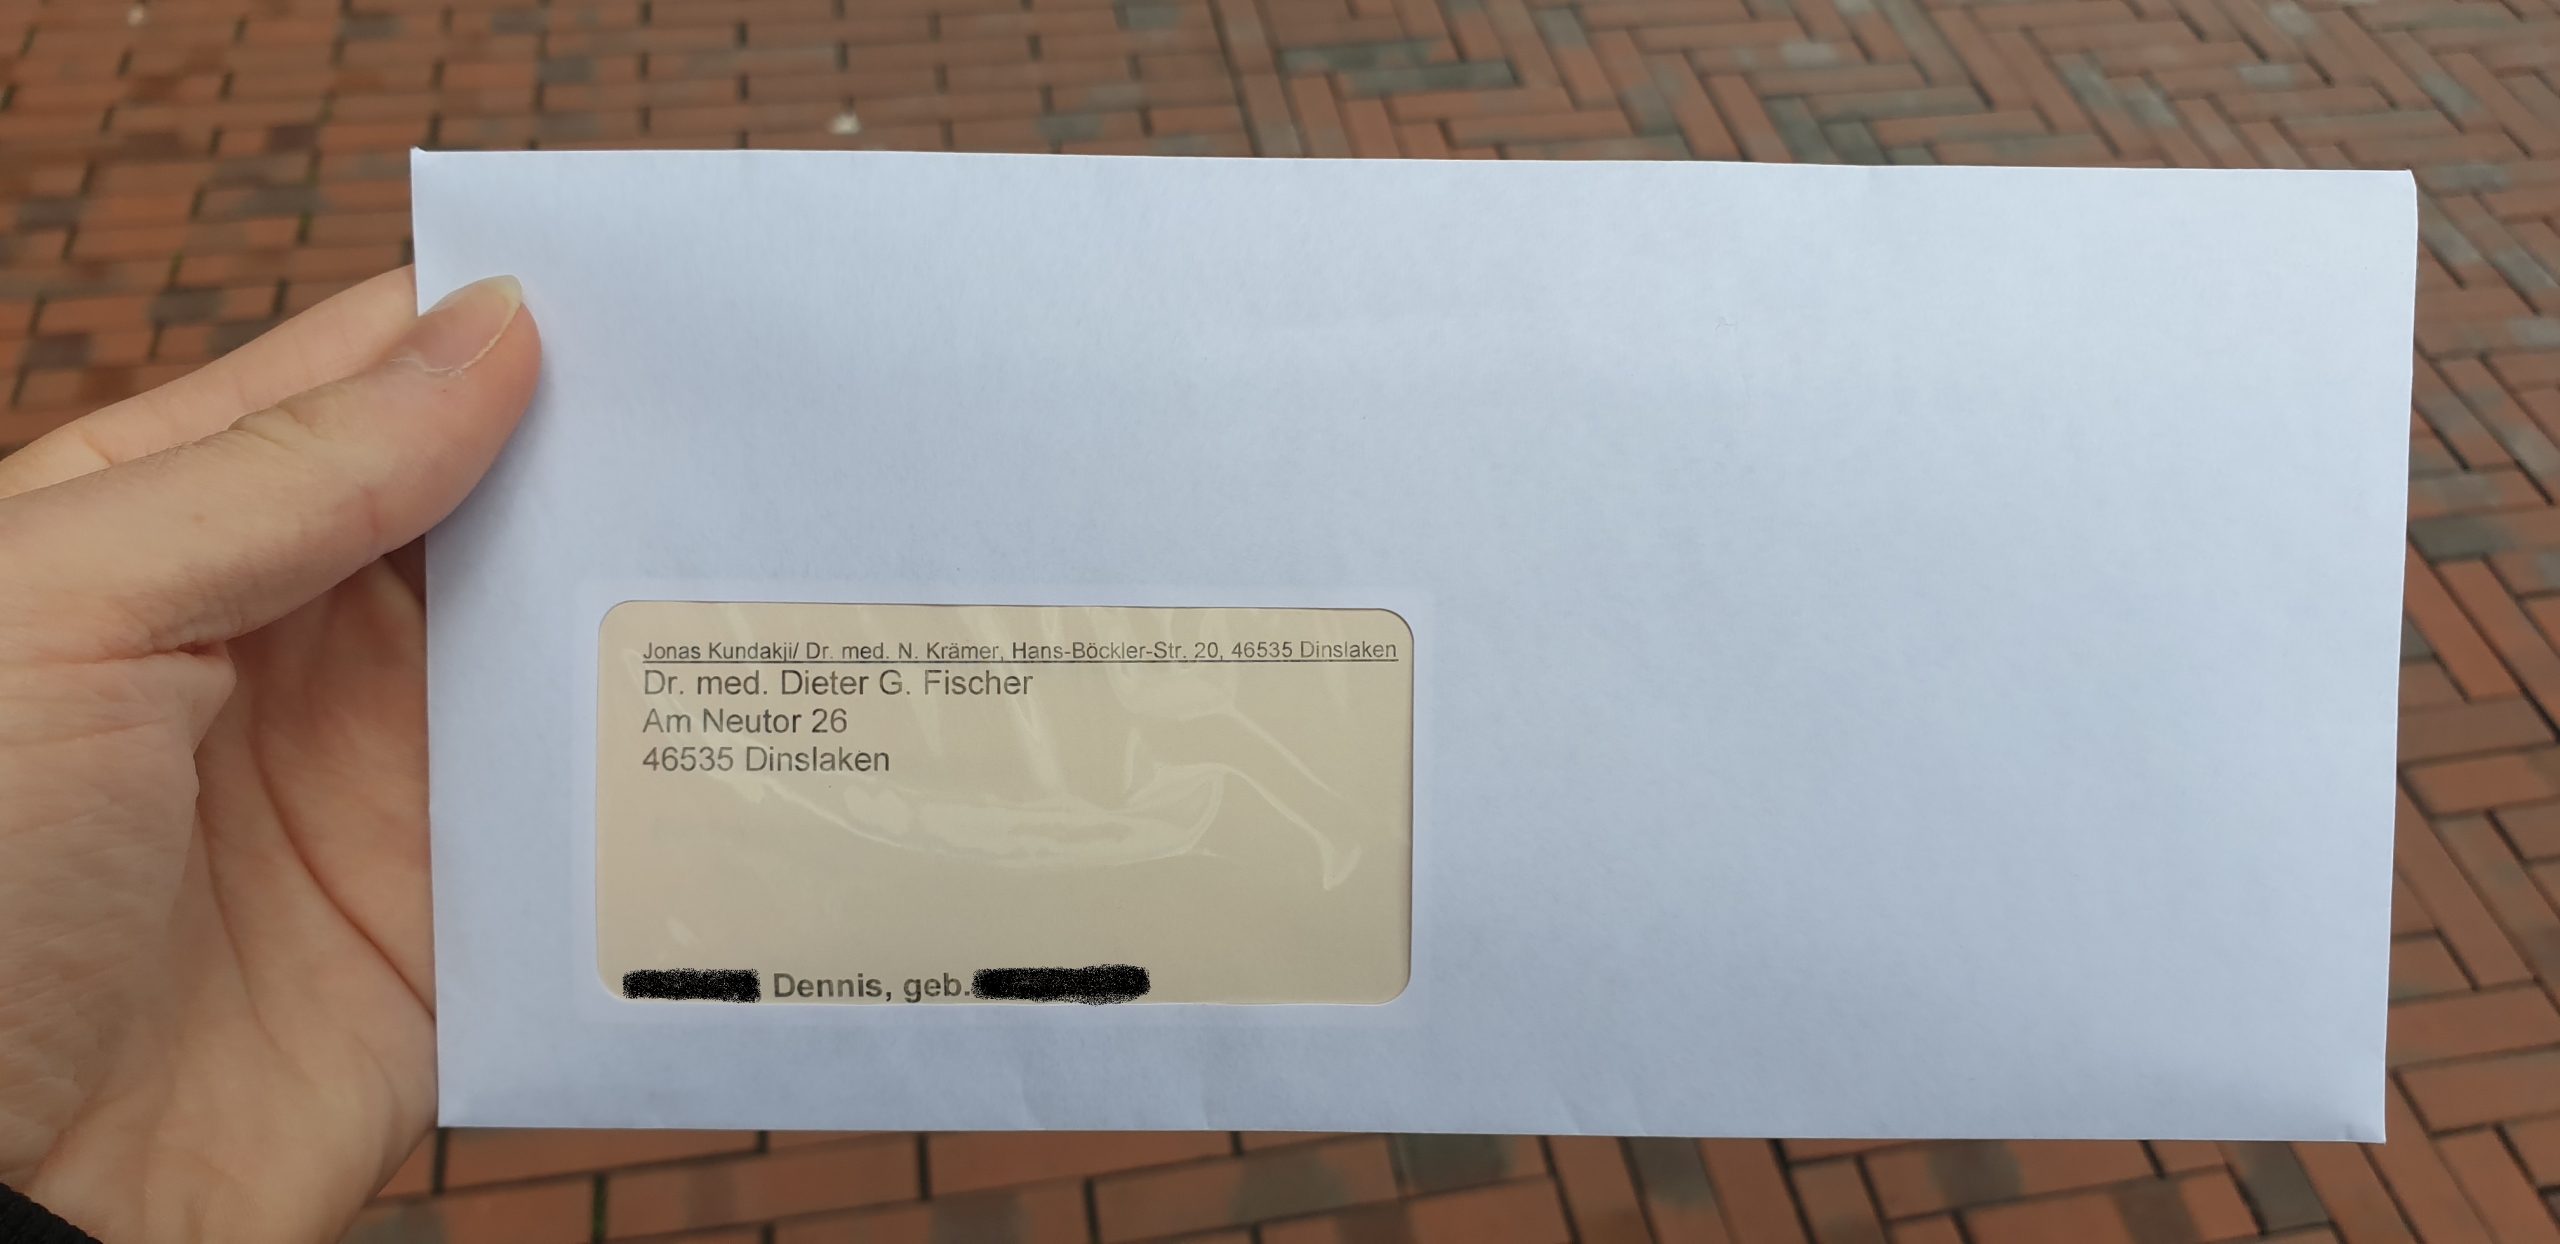 Jonas Kundakji/ Dr. med. N. Krämer, Hans-Böckler-Str. 20, 46535 Dinslaken
Dr. med. Dieter G. Fischer
Am Neutor 26
46535 Dinslaken
Dennis, geb.